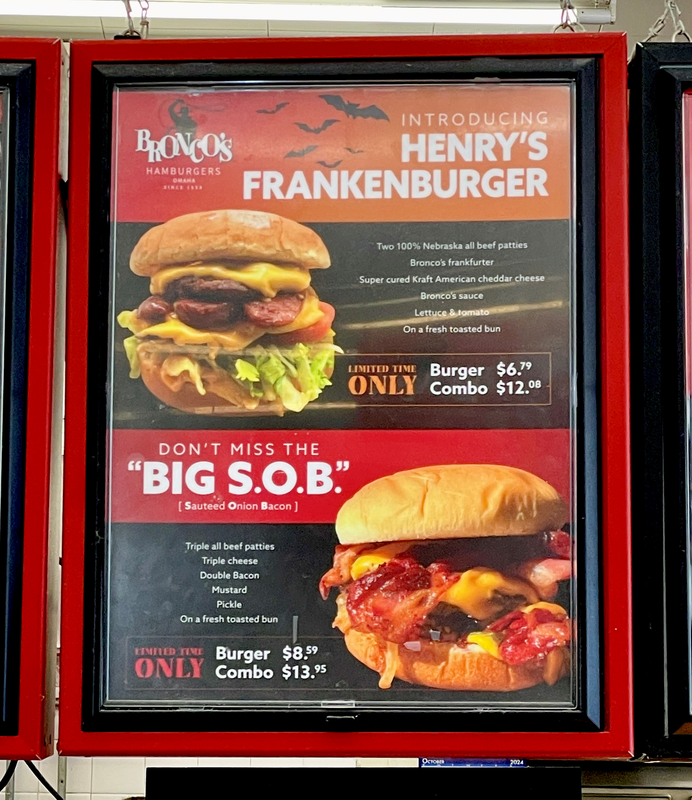 BRONCO'S
HAMBURGERS
OMAHA
SINCE 1959
INTRODUCING
HENRY'S
FRANKENBURGER
Two 100% Nebraska all beef patties
Bronco's frankfurter
Super cured Kraft American cheddar cheese
Bronco's sauce
Lettuce & tomato
On a fresh toasted bun
LIMITED TIME
ONLY
Burger $6.79
Combo $12.08
DON'T MISS THE
"BIG S.O.B."
[ Sauteed Onion Bacon ]
Triple all beef patties
Triple cheese
Double Bacon
Mustard
Pickle
On a fresh toasted bun
LIMITED TIME
ONLY
Burger $8.59
Combo $13.95
October 2024